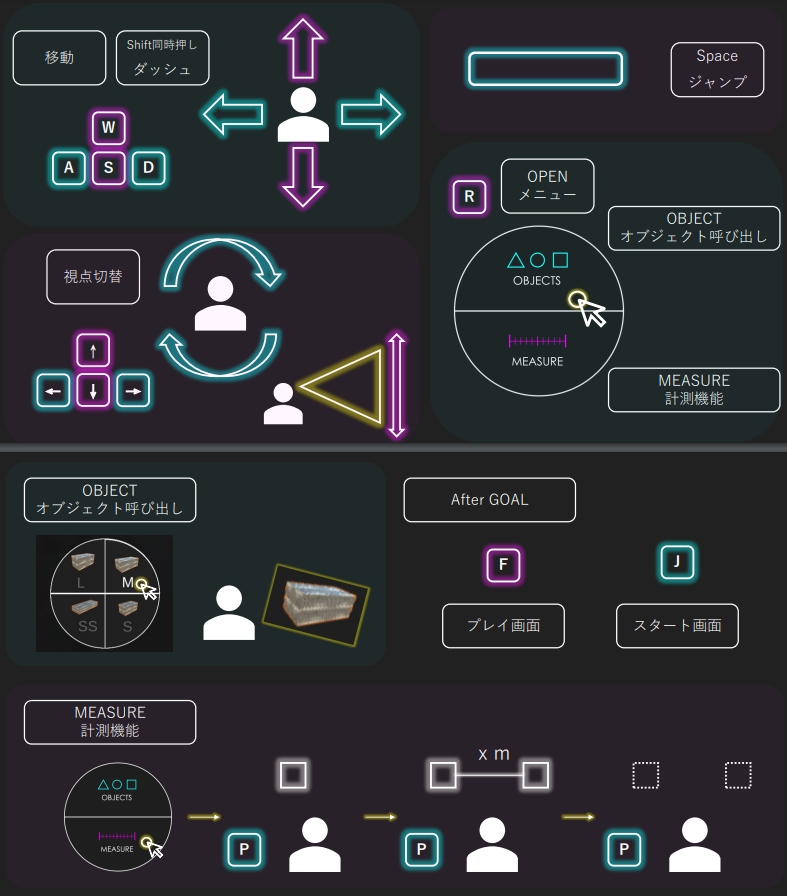 移動
Shift同時押し
ダッシュ
W
A S D
Space
ジャンプ
視点切替
↑
← ↓ →
R
OPEN
メニュー
OBJECT
オブジェクト呼び出し
OBJECTS
MEASURE
MEASURE
計測機能
OBJECT
オブジェクト呼び出し
L M
SS S
After GOAL
F
J
プレイ画面
スタート画面
MEASURE
計測機能
OBJECTS
MEASURE
P
x m
P
P